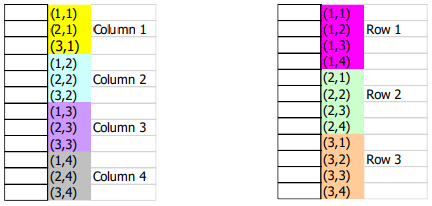 (1,1)
(2,1) Column 1
(3,1)
(1,2)
(2,2) Column 2
(3,2)
(1,3)
(2,3) Column 3
(3,3)
(1,4)
(2,4) Column 4
(3,4)
(1,1)
(1,2) Row 1
(1,3)
(1,4)
(2,1)
(2,2) Row 2
(2,3)
(2,4)
(3,1)
(3,2) Row 3
(3,3)
(3,4)